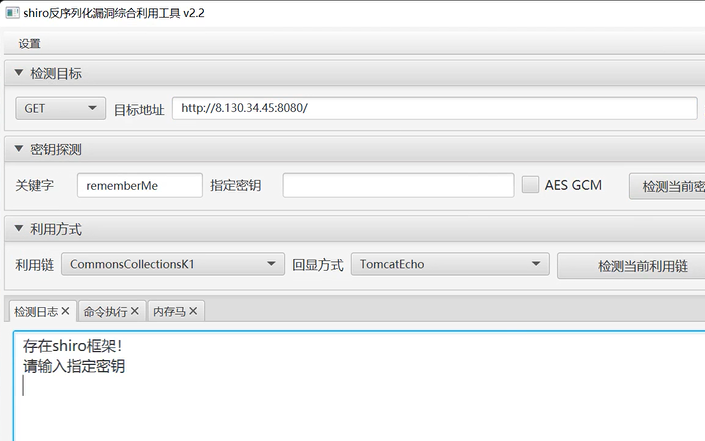 shiro反序列化漏洞综合利用工具 v2.2
设置
检测目标
GET 目标地址 http://8.130.34.45:8080/
密钥探测
关键字 rememberMe 指定密钥 AES GCM 检测当前密
利用方式
利用链 CommonsCollectionsK1 回显方式 TomcatEcho 检测当前利用链
检测日志 命令执行 内存马
存在shiro框架！
请输入指定密钥